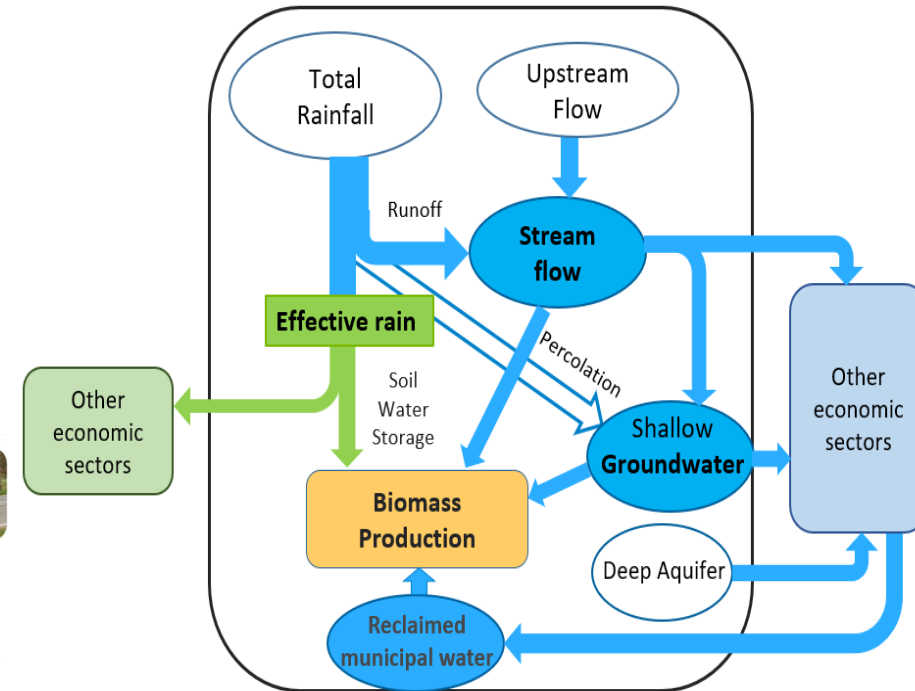 Total
Rainfall
Upstream
Flow
Runoff
Stream
flow
Effective rain
Percolation
Soil
Water
Storage
Other
economic
sectors
Other
economic
sectors
Shallow
Groundwater
Biomass
Production
Deep Aquifer
Reclaimed
municipal water